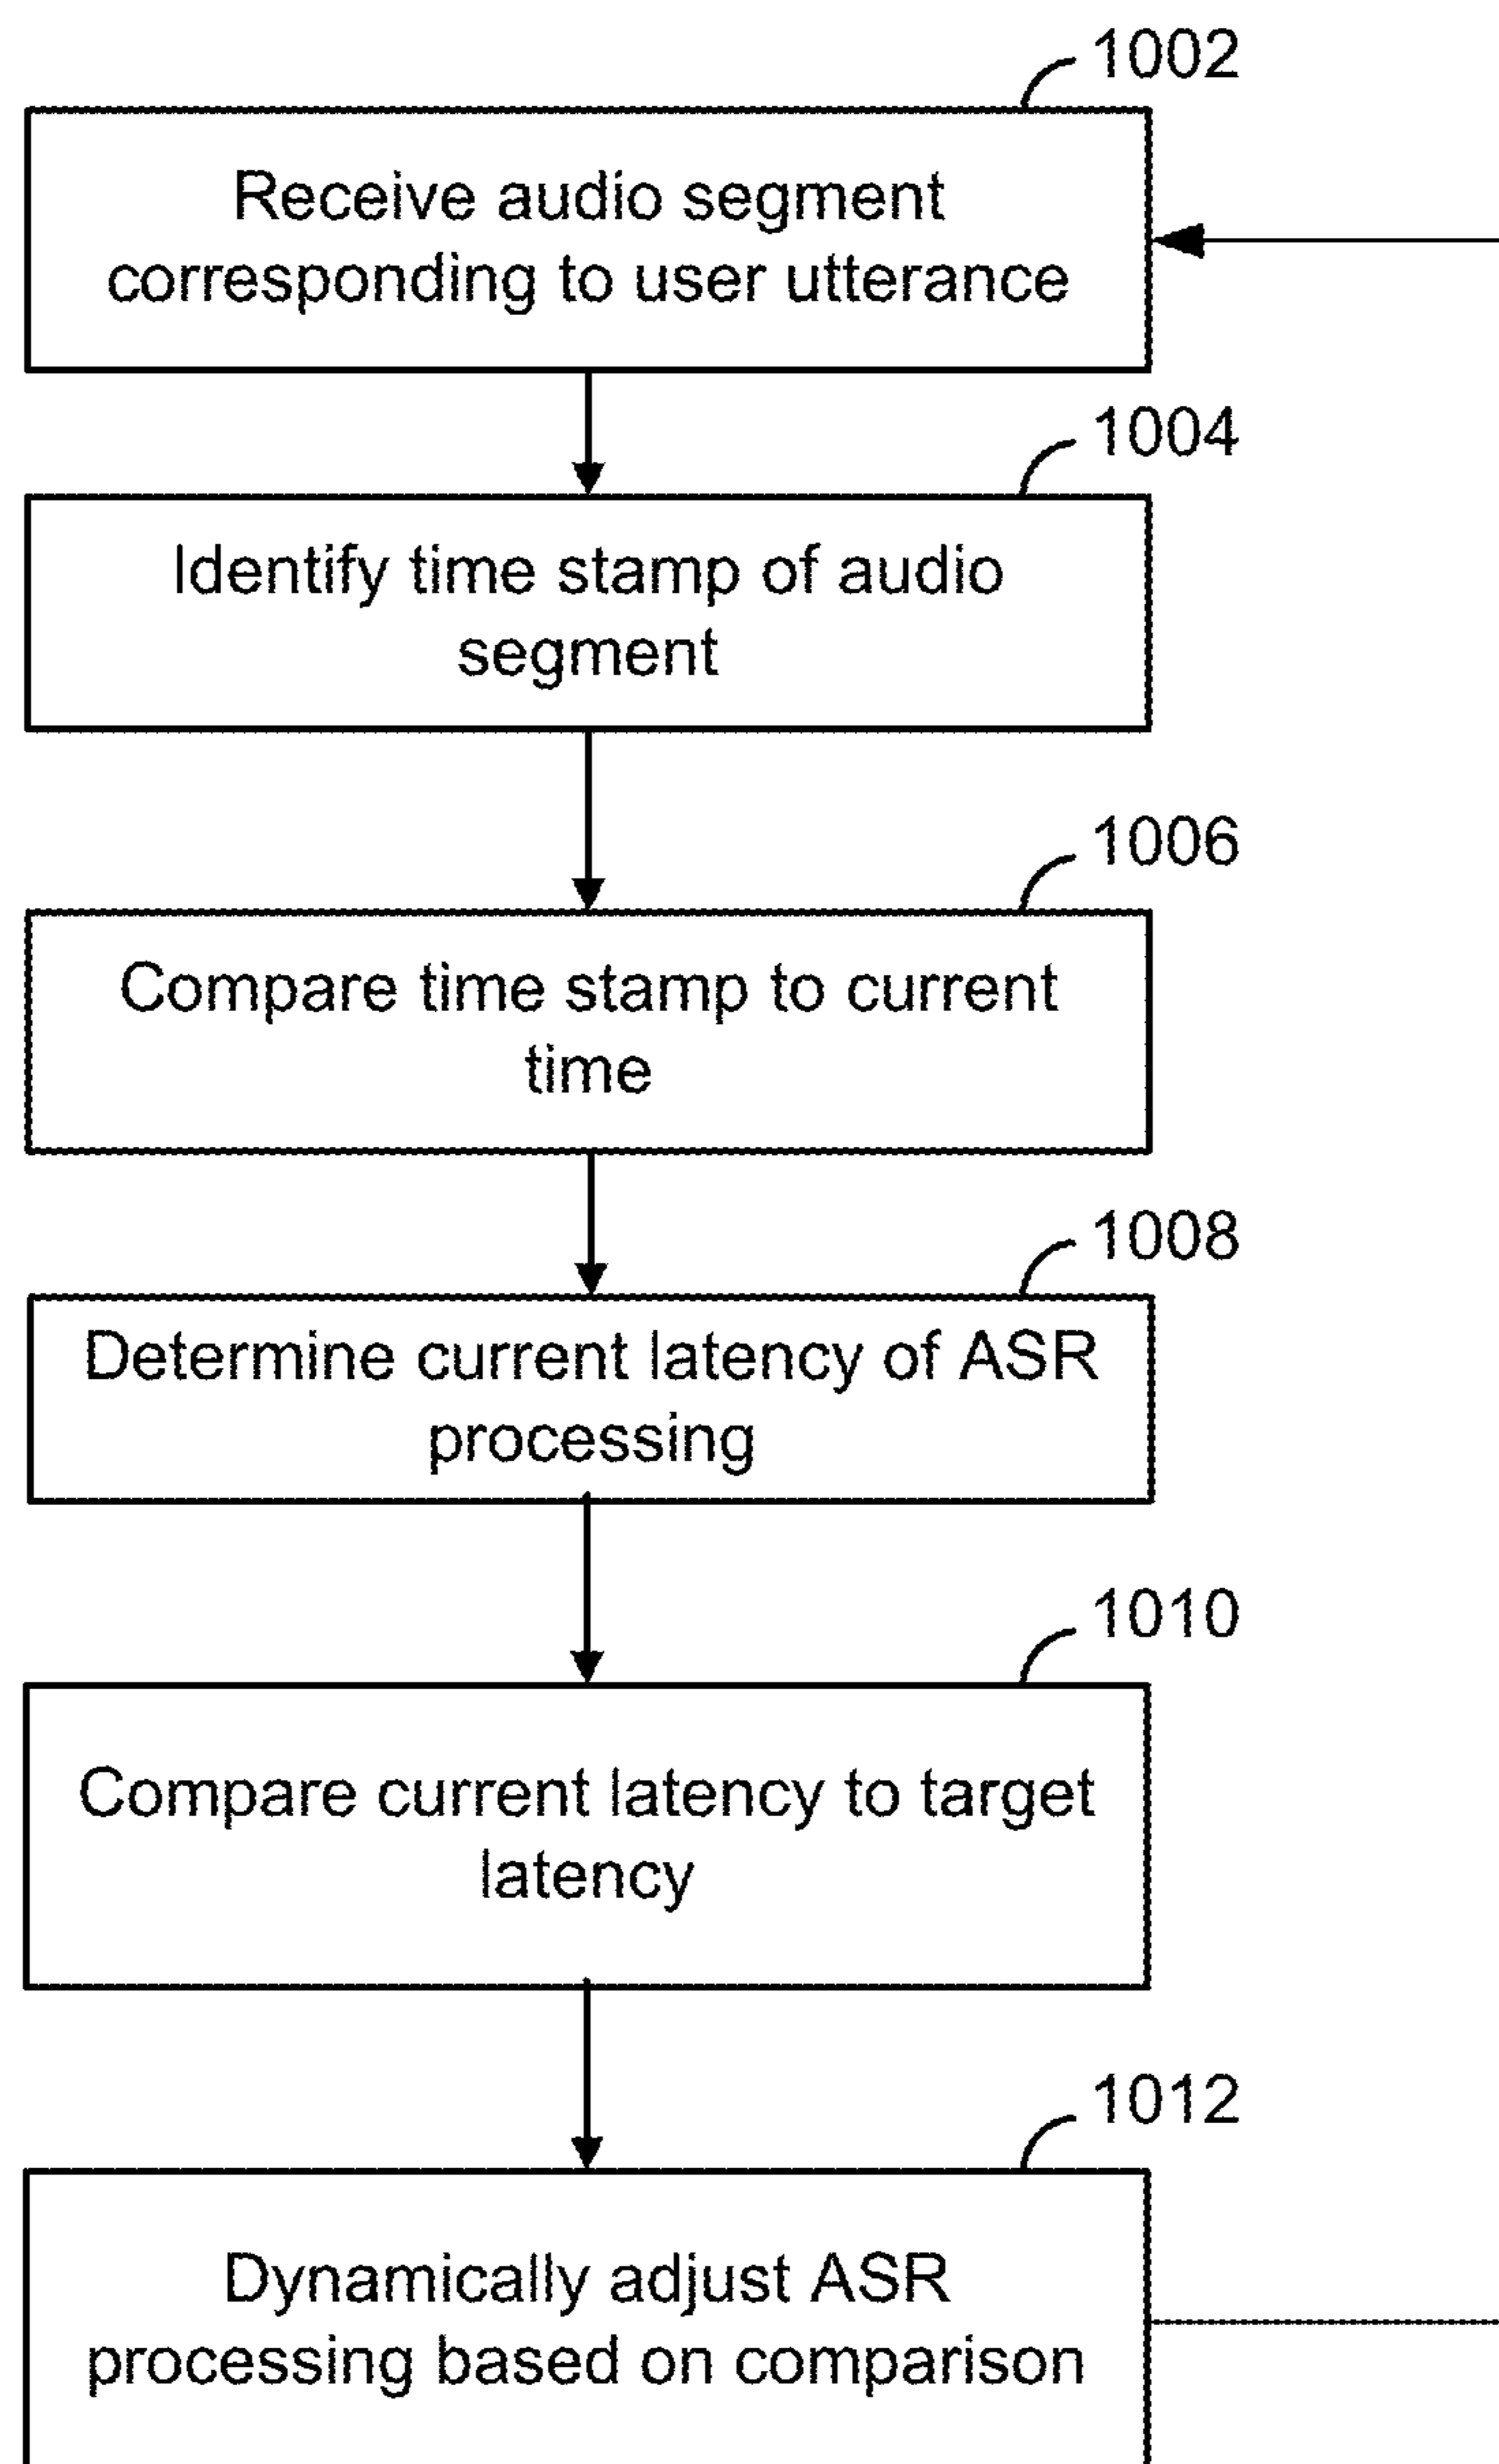 1002
Receive audio segment
corresponding to user utterance
1004
Identify time stamp of audio
segment
1006
Compare time stamp to current
time
1008
Determine current latency of ASR
processing
1010
Compare current latency to target
latency
1012
Dynamically adjust ASR
processing based on comparison